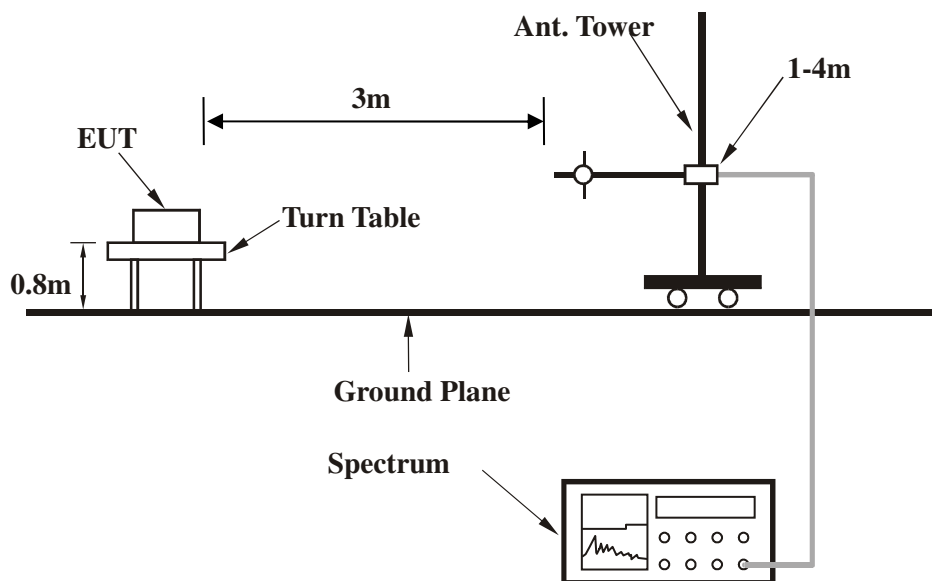 Ant. Tower
1-4m
3m
EUT
Turn Table
0.8m
Ground Plane
Spectrum